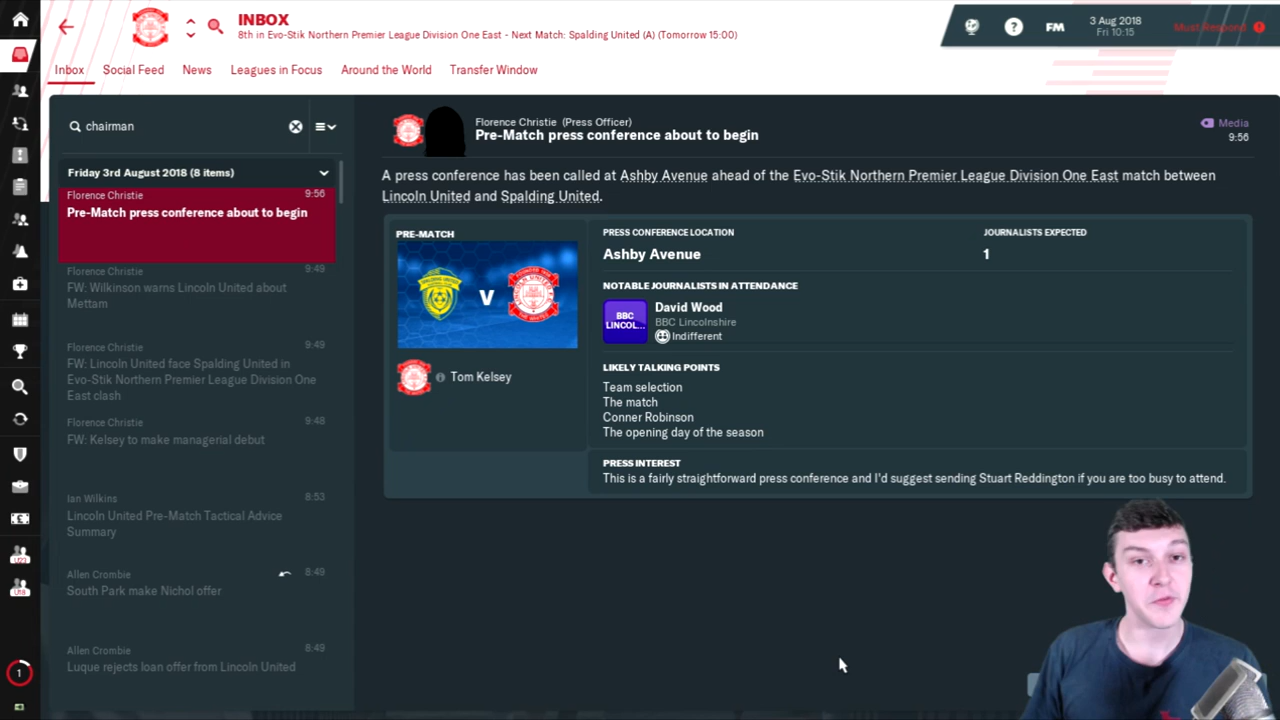 INBOX
8th in Evo-Stik Northern Premier League Division One East - Next Match: Spalding United (A) (Tomorrow 15:00)
?
FM
3 Aug 2018
Fri 10:15
Must Respond
Inbox
Social Feed
News
Leagues in Focus
Around the World
Transfer Window
chairman
Friday 3rd August 2018 (8 items)
Florence Christie
9:56
Pre-Match press conference about to begin
Florence Christie
9:49
FW: Wilkinson warns Lincoln United about
Mettam
Florence Christie
9:49
FW: Lincoln United face Spalding United in
Evo-Stik Northern Premier League Division One
East clash
Florence Christie
9:48
FW: Kelsey to make managerial debut
Ian Wilkins
8:53
Lincoln United Pre-Match Tactical Advice
Summary
Allen Crombie
8:49
South Park make Nichol offer
Allen Crombie
8:49
Luque rejects loan offer from Lincoln United
Florence Christie (Press Officer)
Pre-Match press conference about to begin
Media
9:56
A press conference has been called at Ashby Avenue ahead of the Evo-Stik Northern Premier League Division One East match between
Lincoln United and Spalding United.
PRE-MATCH
V
Tom Kelsey
PRESS CONFERENCE LOCATION
Ashby Avenue
JOURNALISTS EXPECTED
1
NOTABLE JOURNALISTS IN ATTENDANCE
BBC
LINCOL...
David Wood
BBC Lincolnshire
Indifferent
LIKELY TALKING POINTS
Team selection
The match
Conner Robinson
The opening day of the season
PRESS INTEREST
This is a fairly straightforward press conference and I'd suggest sending Stuart Reddington if you are too busy to attend.
U23
U18
1